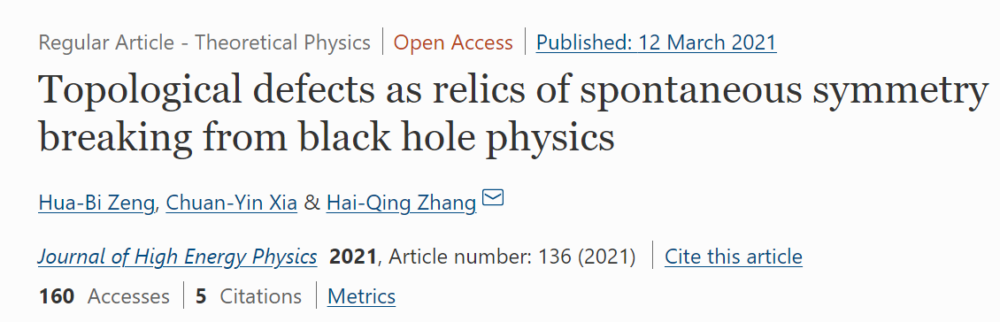 Regular Article - Theoretical Physics | Open Access | Published: 12 March 2021
Topological defects as relics of spontaneous symmetry
breaking from black hole physics
Hua-Bi Zeng, Chuan-Yin Xia & Hai-Qing Zhang
Journal of High Energy Physics 2021, Article number: 136 (2021) | Cite this article
160 Accesses | 5 Citations | Metrics